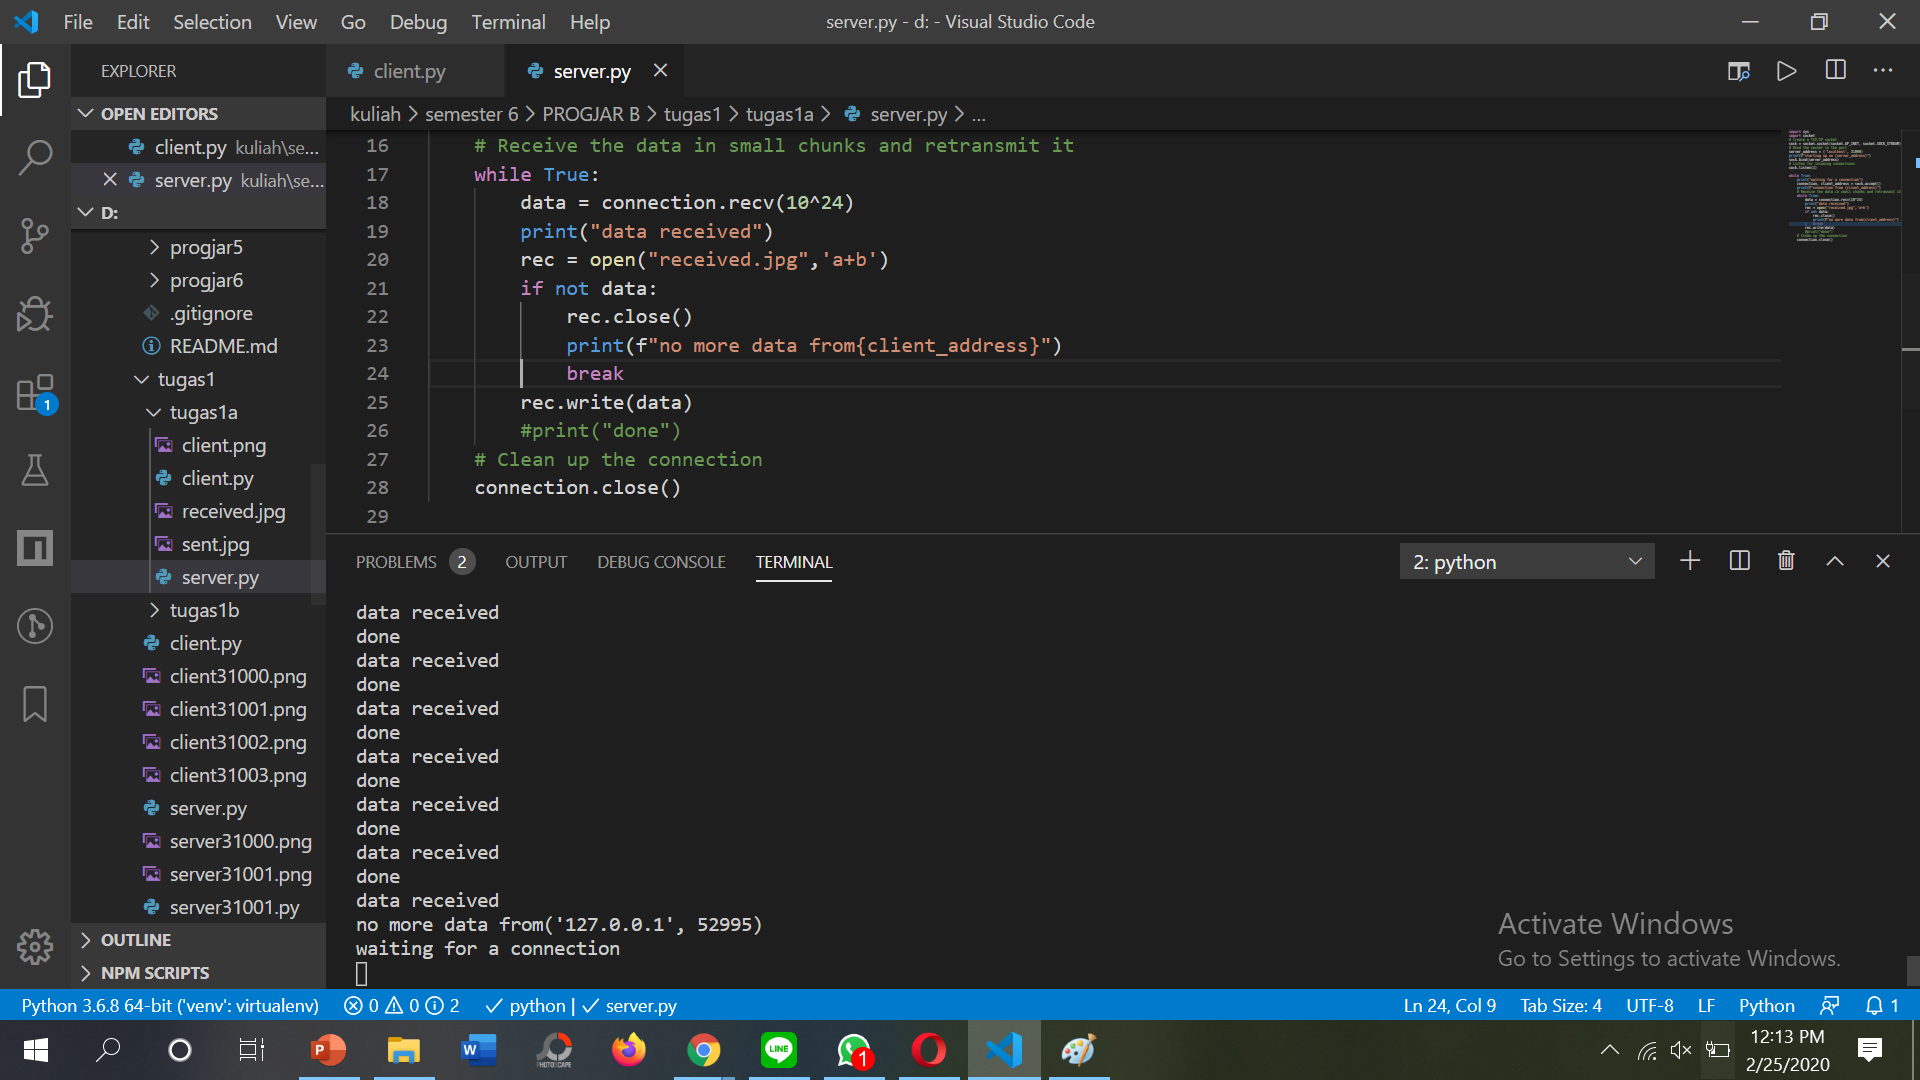 File Edit Selection View Go Debug Terminal Help
server.py - d: - Visual Studio Code
EXPLORER
OPEN EDITORS
client.py kuliah\se...
server.py kuliah\se...
D:
progjar5
progjar6
.gitignore
README.md
tugas1
tugas1a
client.png
client.py
received.jpg
sent.jpg
server.py
tugas1b
client.py
client31000.png
client31001.png
client31002.png
client31003.png
server.py
server31000.png
server31001.png
server31001.py
OUTLINE
NPM SCRIPTS
1
client.py
server.py
kuliah > semester 6 > PROGJAR B > tugas1 > tugas1a > server.py > ...
16 # Receive the data in small chunks and retransmit it
17 while True:
18 data = connection.recv(10^24)
19 print("data received")
20 rec = open("received.jpg",'a+b')
21 if not data:
22 rec.close()
23 print(f"no more data from{client_address}")
24 break
25 rec.write(data)
26 #print("done")
27 # Clean up the connection
28 connection.close()
29
PROBLEMS 2 OUTPUT DEBUG CONSOLE TERMINAL
2: python
data received
done
data received
done
data received
done
data received
done
data received
done
data received
done
data received
no more data from('127.0.0.1', 52995)
waiting for a connection
Activate Windows
Go to Settings to activate Windows.
Python 3.6.8 64-bit ('venv': virtualenv) 0 0 2 python | server.py
Ln 24, Col 9 Tab Size: 4 UTF-8 LF Python 1
P
W
PHOTOSCAPE
LINE
1
12:13 PM
2/25/2020